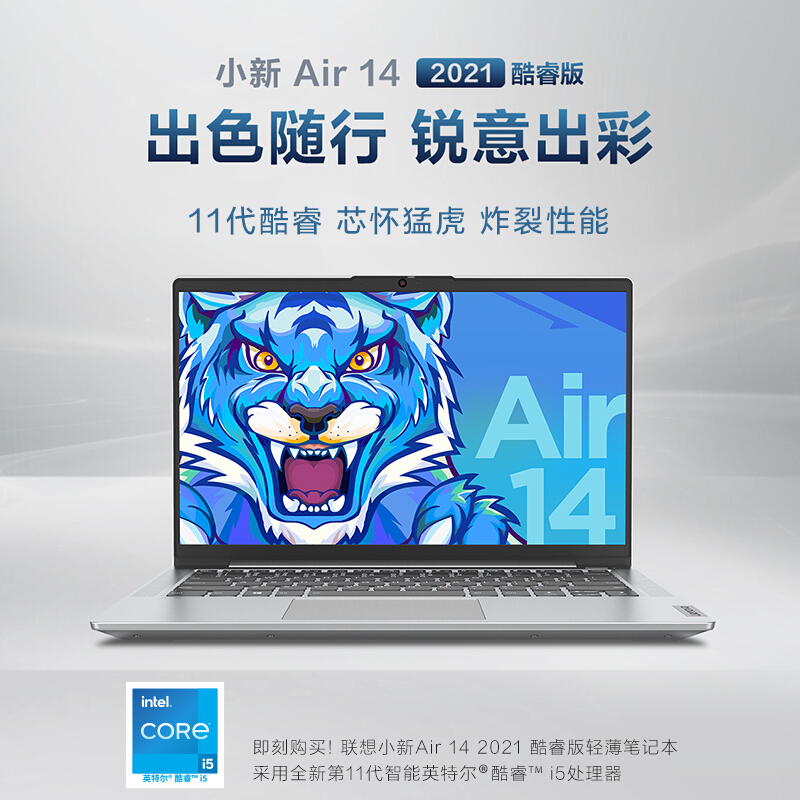 小新 Air 14 2021 酷睿版
出色随行 锐意出彩
11代酷睿 芯怀猛虎 炸裂性能
Air
14
intel.
CORE
i5
英特尔® 酷睿™ i5
即刻购买! 联想小新Air 14 2021 酷睿版轻薄笔记本
采用全新第11代智能英特尔®酷睿™ i5处理器